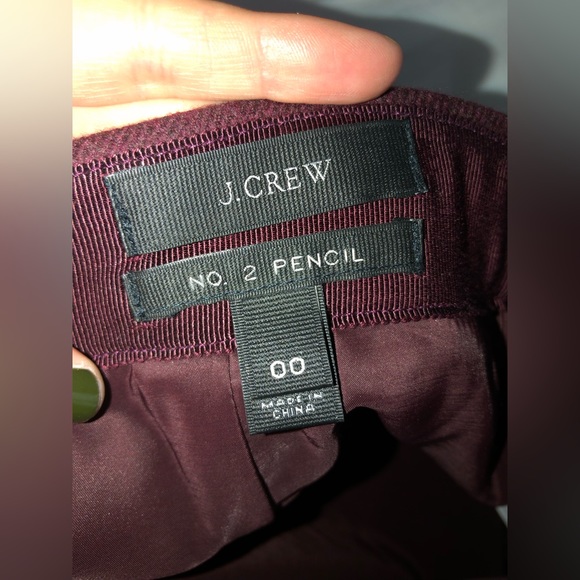 J.CREW
NO. 2 PENCIL
00
MADE IN
CHINA